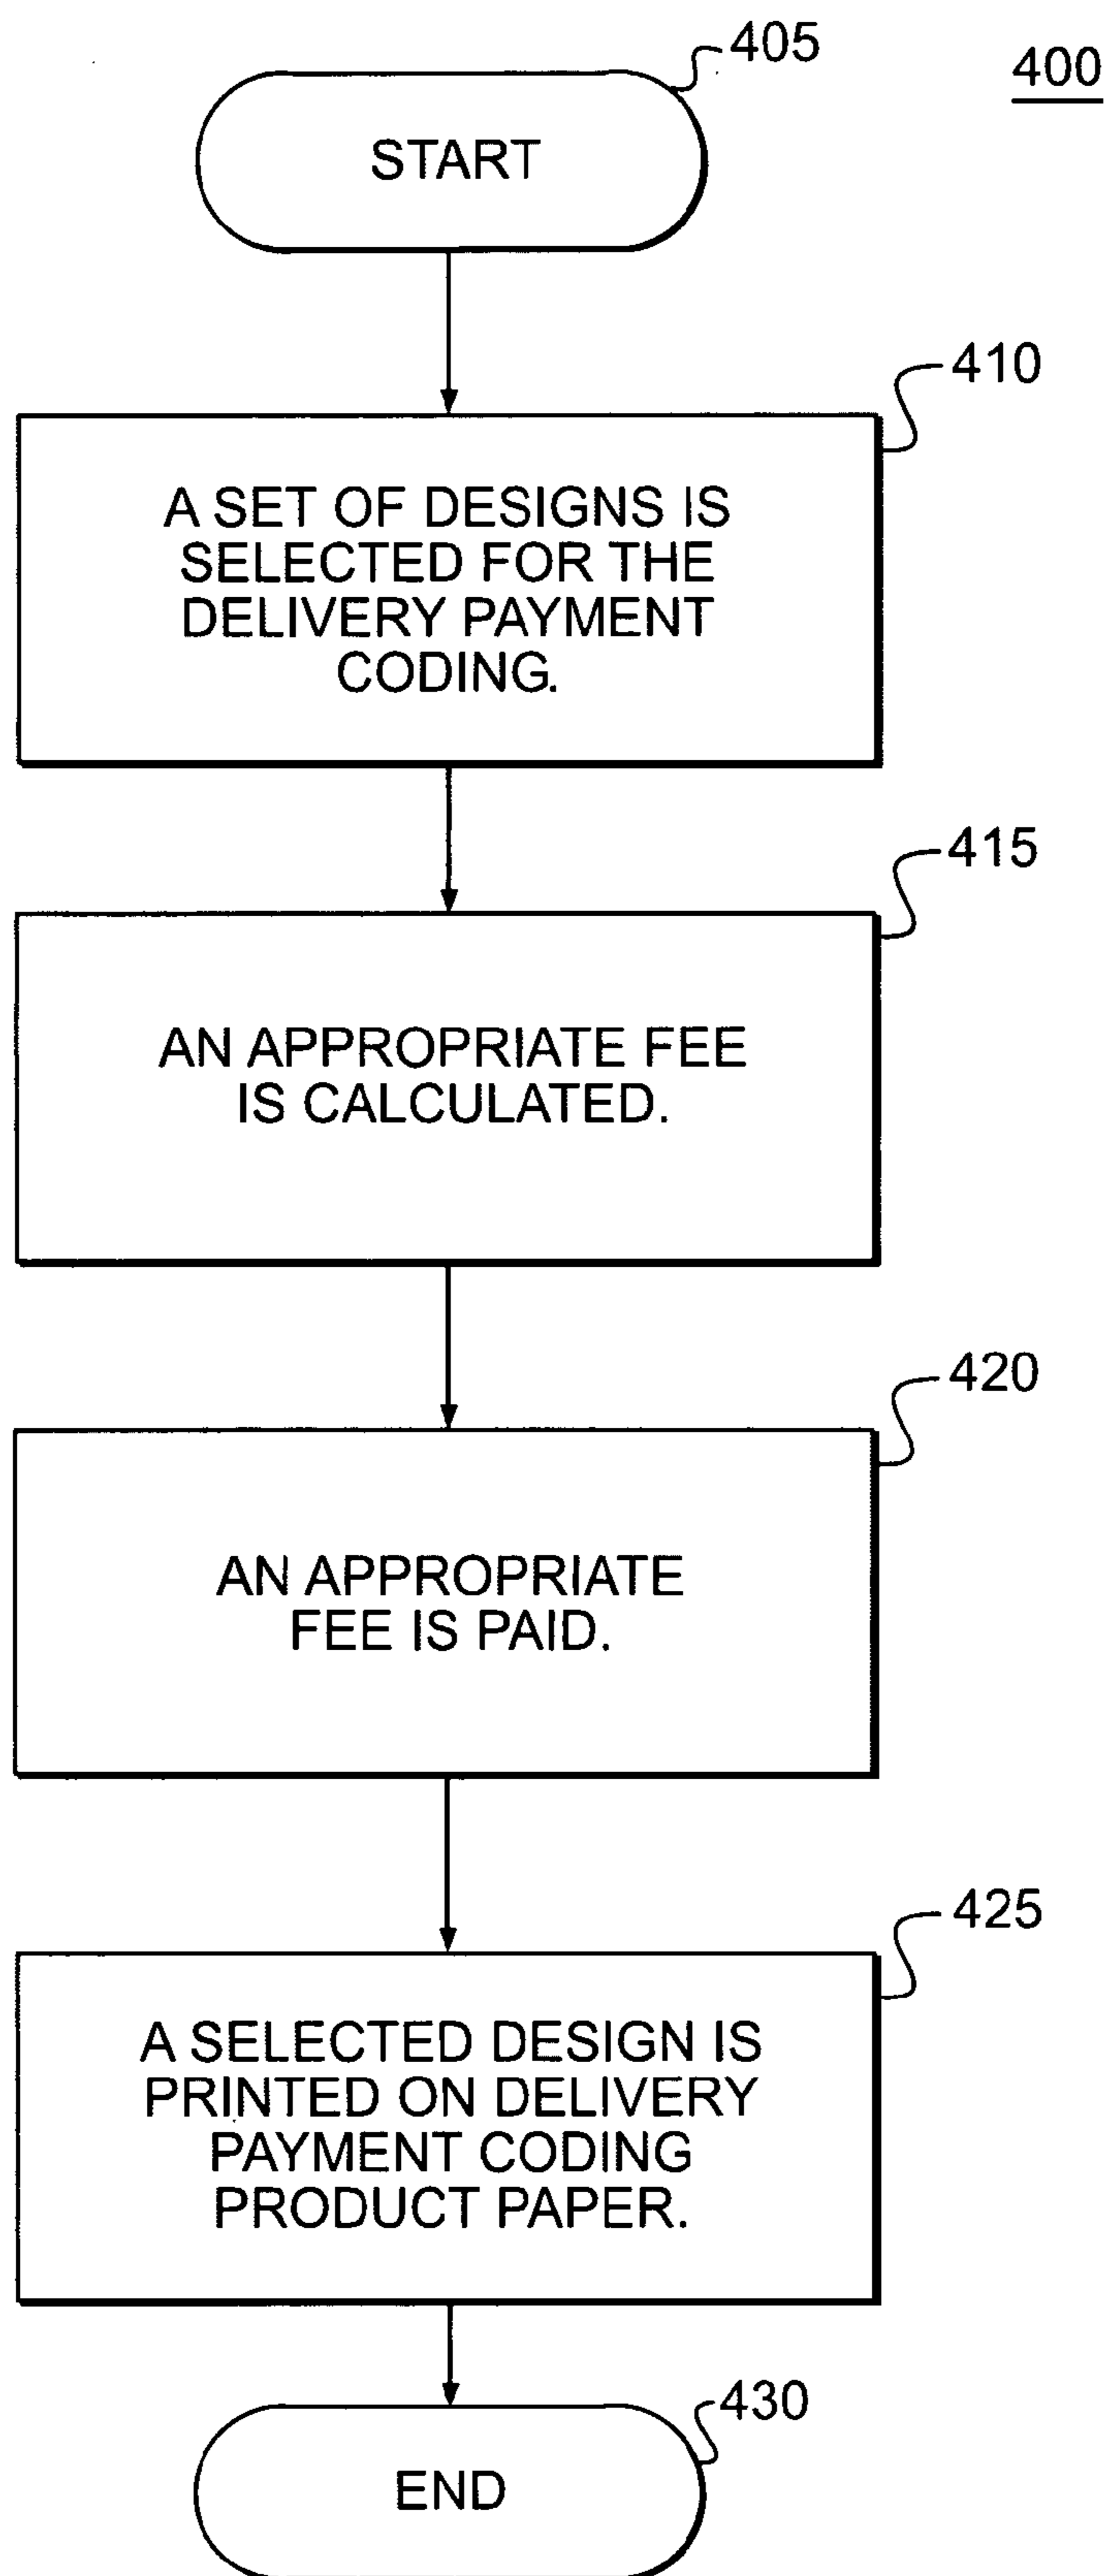 405
400
START
410
A SET OF DESIGNS IS
SELECTED FOR THE
DELIVERY PAYMENT
CODING.
415
AN APPROPRIATE FEE
IS CALCULATED.
420
AN APPROPRIATE
FEE IS PAID.
425
A SELECTED DESIGN IS
PRINTED ON DELIVERY
PAYMENT CODING
PRODUCT PAPER.
430
END